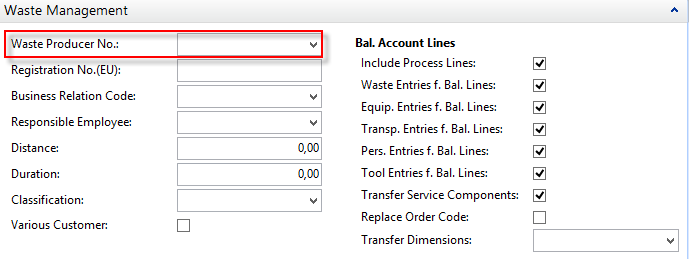 Waste Management
Waste Producer No.:
Registration No.(EU):
Business Relation Code:
Responsible Employee:
Distance: 0,00
Duration: 0,00
Classification:
Various Customer:
Bal. Account Lines
Include Process Lines:
Waste Entries f. Bal. Lines:
Equip. Entries f. Bal. Lines:
Transp. Entries f. Bal. Lines:
Pers. Entries f. Bal. Lines:
Tool Entries f. Bal. Lines:
Transfer Service Components:
Replace Order Code:
Transfer Dimensions: